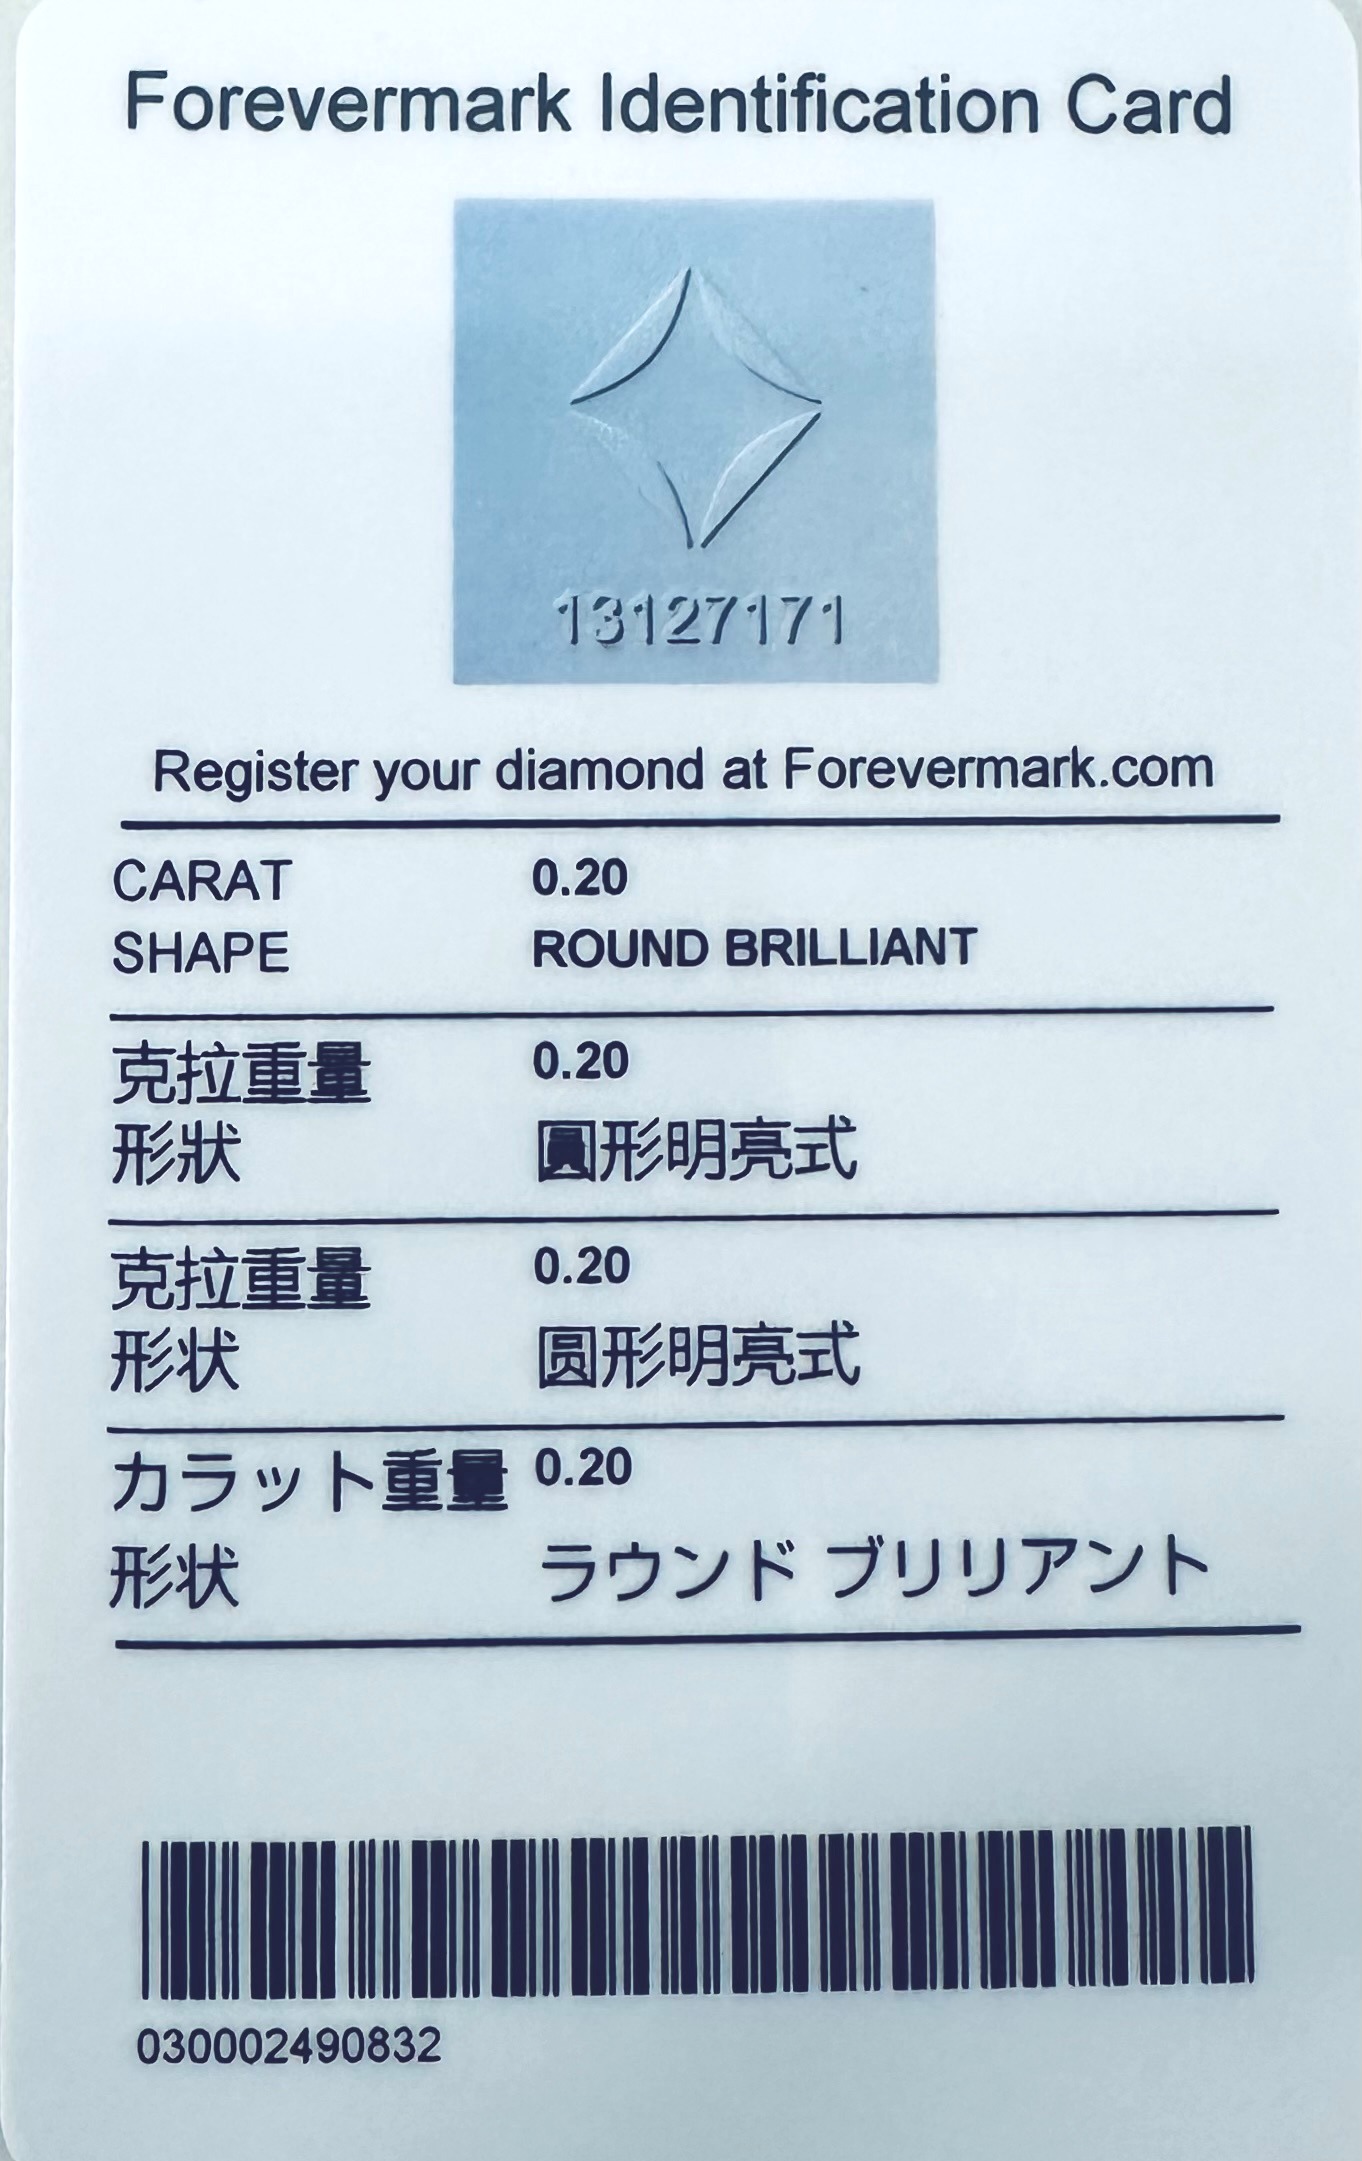 Forevermark Identification Card
13127171
Register your diamond at Forevermark.com
CARAT 0.20
SHAPE ROUND BRILLIANT
克拉重量 0.20
形狀 圓形明亮式
克拉重量 0.20
形状 圆形明亮式
カラット重量 0.20
形状 ラウンド ブリリアント
030002490832